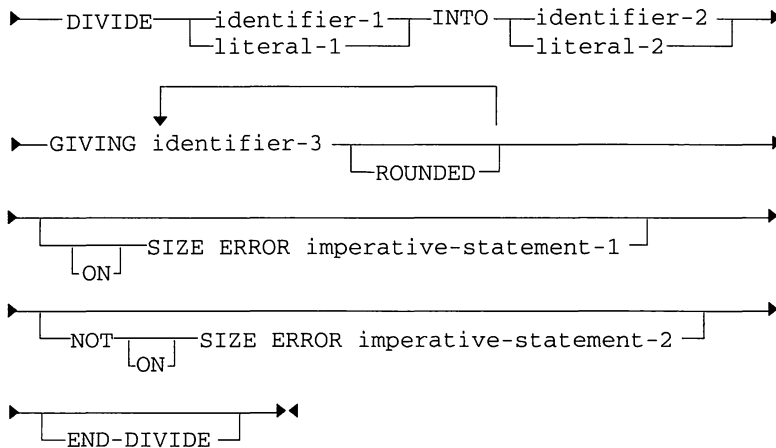 DIVIDE identifier-1 INTO identifier-2
literal-1 literal-2
GIVING identifier-3
ROUNDED
SIZE ERROR imperative-statement-1
ON
NOT SIZE ERROR imperative-statement-2
ON
END-DIVIDE